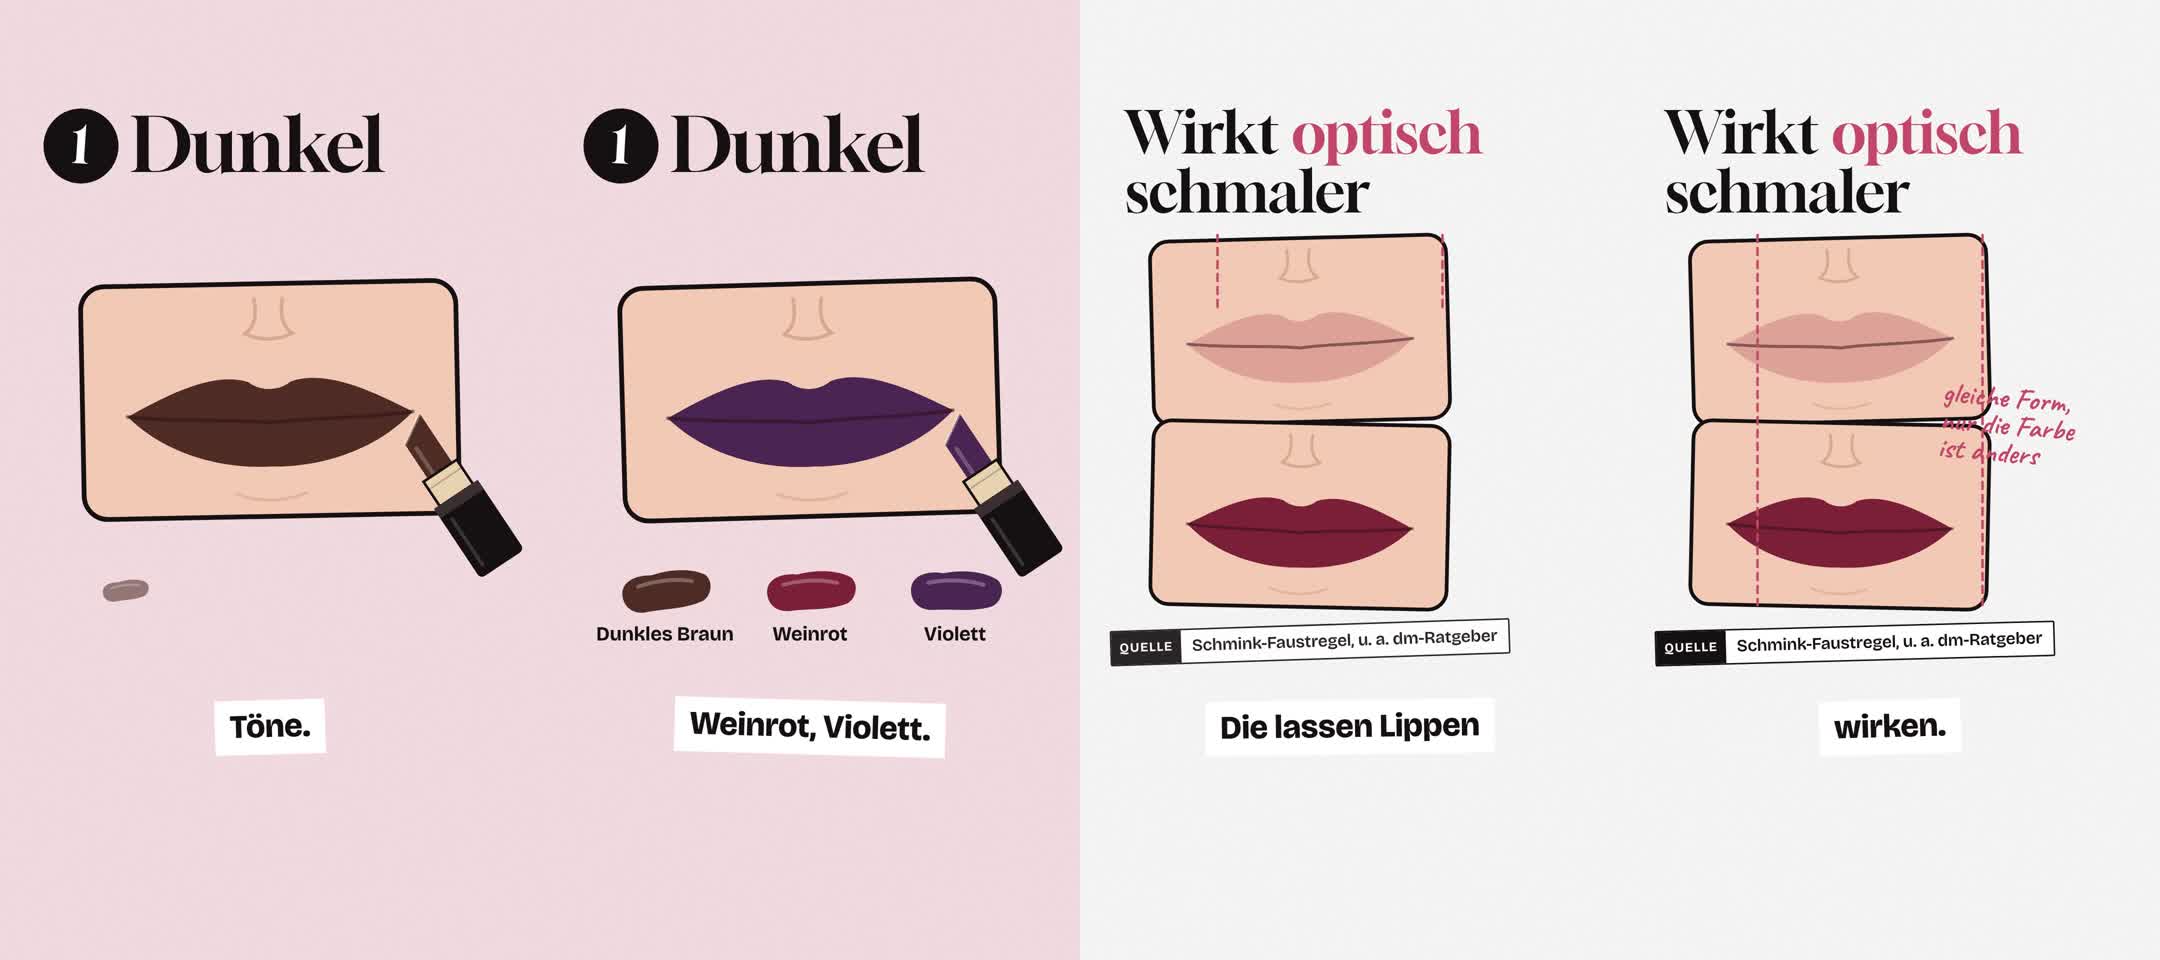 1 Dunkel
Töne.
1 Dunkel
Dunkles Braun Weinrot Violett
Weinrot, Violett.
Wirkt optisch
schmaler
QUELLE Schmink-Faustregel, u. a. dm-Ratgeber
Die lassen Lippen
Wirkt optisch
schmaler
gleiche Form,
nur die Farbe
ist anders
QUELLE Schmink-Faustregel, u. a. dm-Ratgeber
wirken.